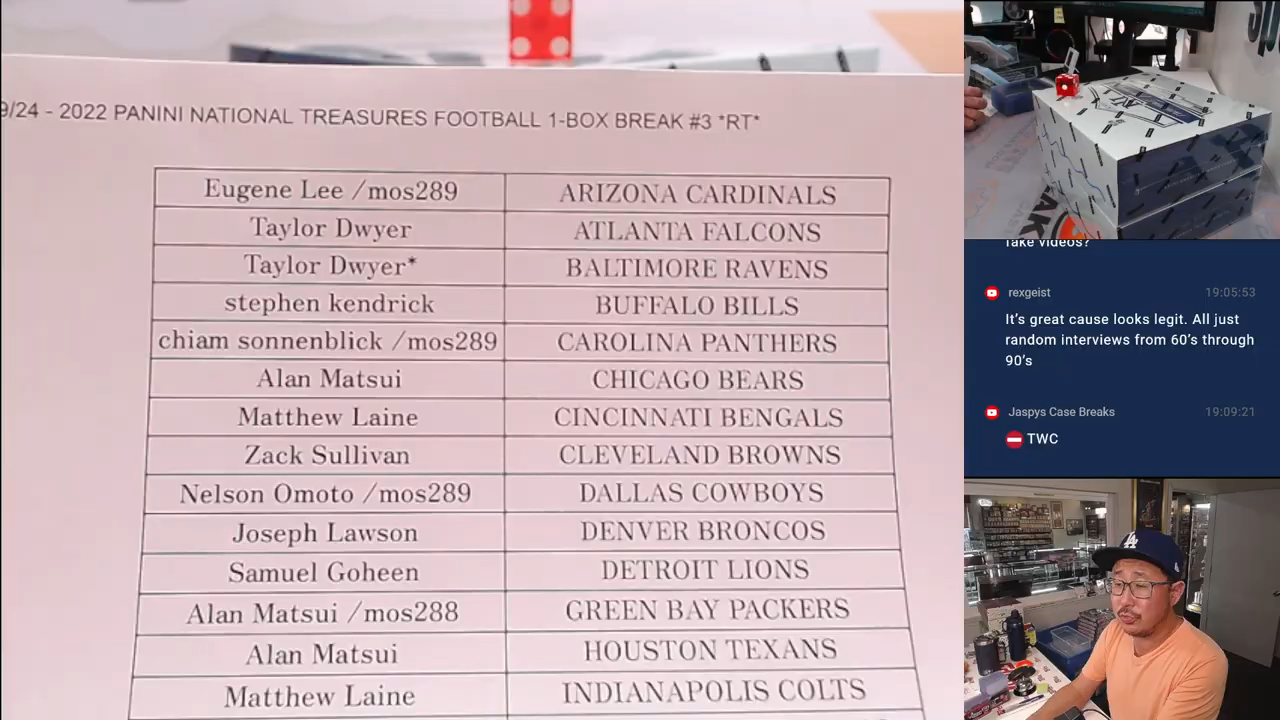 9/24 - 2022 PANINI NATIONAL TREASURES FOOTBALL 1-BOX BREAK #3 *RT*
Eugene Lee /mos289 ARIZONA CARDINALS
Taylor Dwyer ATLANTA FALCONS
Taylor Dwyer* BALTIMORE RAVENS
stephen kendrick BUFFALO BILLS
chiam sonnenblick /mos289 CAROLINA PANTHERS
Alan Matsui CHICAGO BEARS
Matthew Laine CINCINNATI BENGALS
Zack Sullivan CLEVELAND BROWNS
Nelson Omoto /mos289 DALLAS COWBOYS
Joseph Lawson DENVER BRONCOS
Samuel Goheen DETROIT LIONS
Alan Matsui /mos288 GREEN BAY PACKERS
Alan Matsui HOUSTON TEXANS
Matthew Laine INDIANAPOLIS COLTS
fake videos?
rexgeist 19:05:53
It's great cause looks legit. All just
random interviews from 60's through
90's
Jaspys Case Breaks 19:09:21
TWC
LA